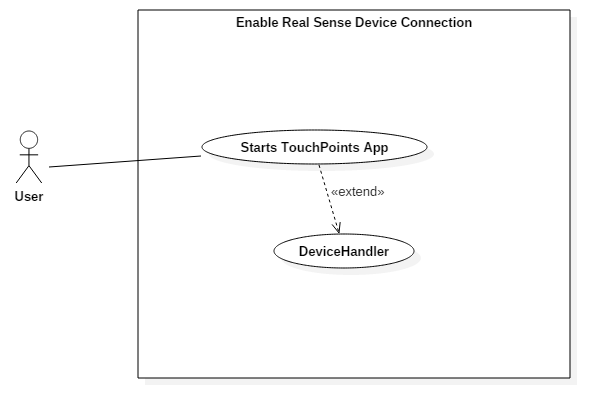 Enable Real Sense Device Connection
Starts TouchPoints App
«extend»
User
DeviceHandler